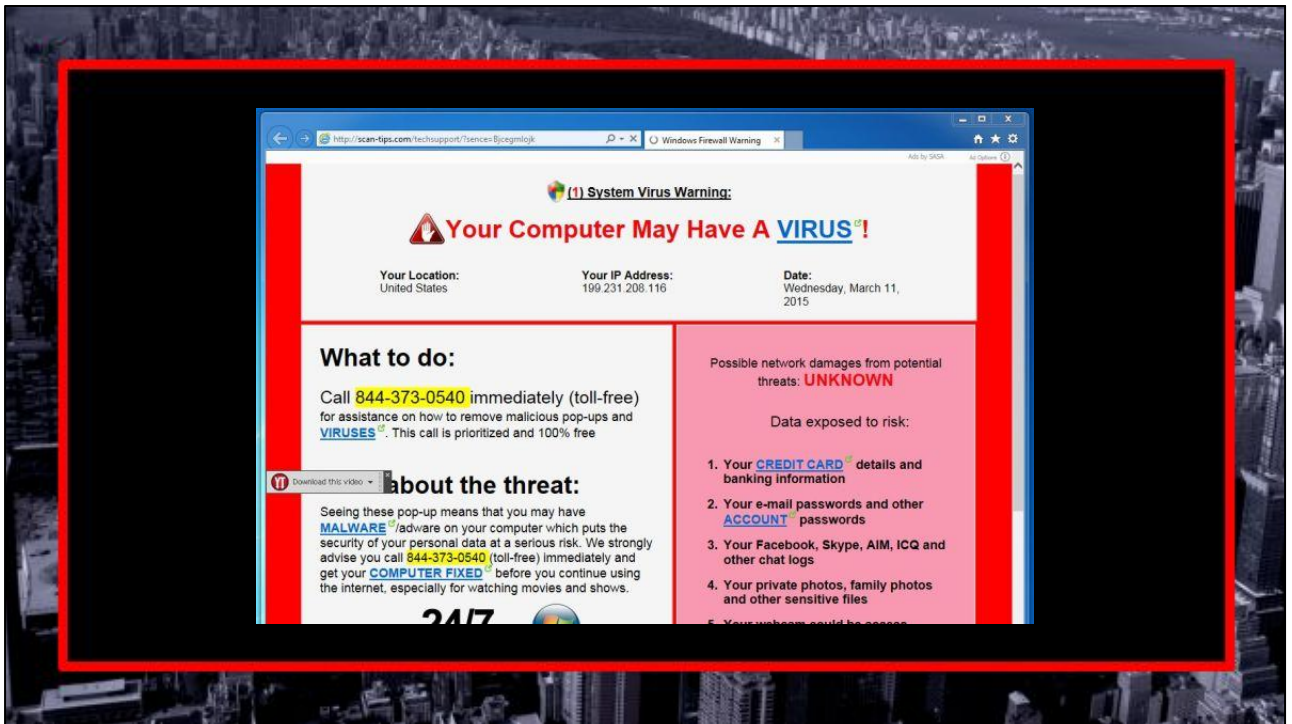 http://scan-tips.com/techsupport/?sence=Bjcegmlojk
Windows Firewall Warning
Ads by SASA
Ad Options
(1) System Virus Warning:
Your Computer May Have A VIRUS!
Your Location:
United States
Your IP Address:
199.231.208.116
Date:
Wednesday, March 11,
2015
What to do:
Call 844-373-0540 immediately (toll-free)
for assistance on how to remove malicious pop-ups and
VIRUSES. This call is prioritized and 100% free
Download this video
about the threat:
Seeing these pop-up means that you may have
MALWARE/adware on your computer which puts the
security of your personal data at a serious risk. We strongly
advise you call 844-373-0540 (toll-free) immediately and
get your COMPUTER FIXED before you continue using
the internet, especially for watching movies and shows.
24/7
Possible network damages from potential
threats: UNKNOWN
Data exposed to risk:
1. Your CREDIT CARD details and
banking information
2. Your e-mail passwords and other
ACCOUNT passwords
3. Your Facebook, Skype, AIM, ICQ and
other chat logs
4. Your private photos, family photos
and other sensitive files
5. Your webcam could be